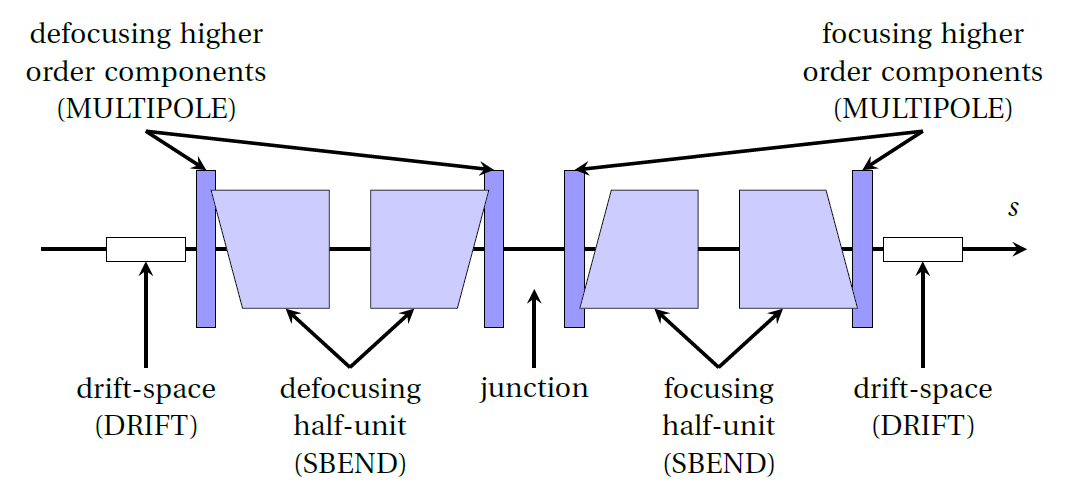 defocusing higher
order components
(MULTIPOLE)
focusing higher
order components
(MULTIPOLE)
s
drift-space
(DRIFT)
defocusing
half-unit
(SBEND)
junction
focusing
half-unit
(SBEND)
drift-space
(DRIFT)